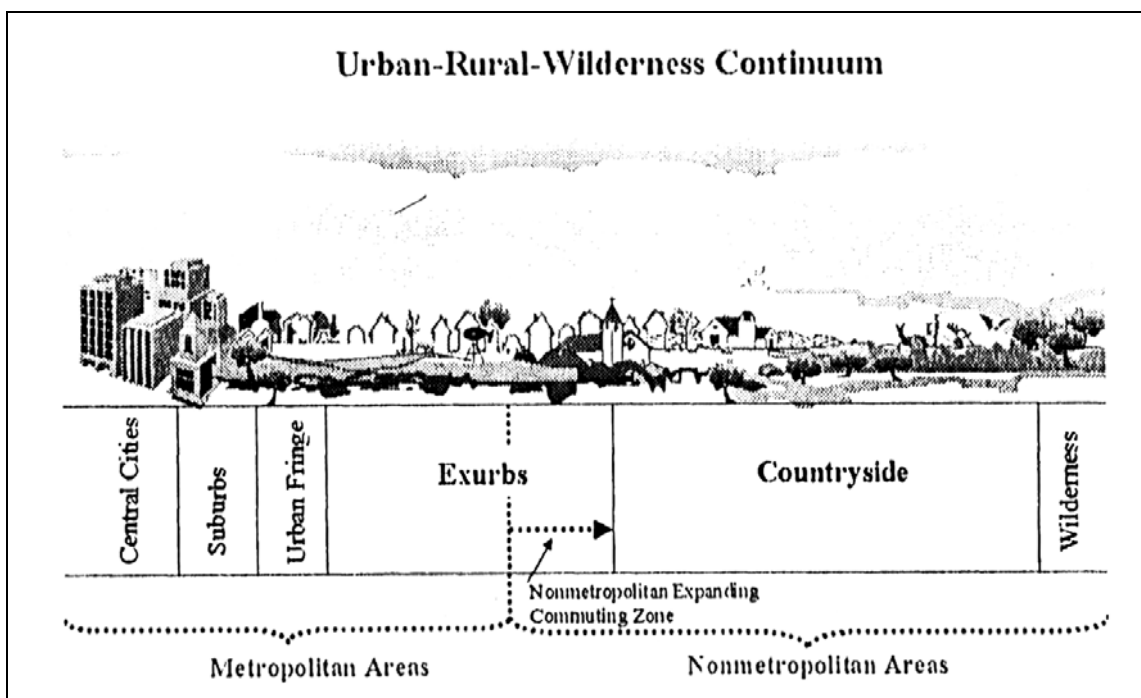 Urban-Rural-Wilderness Continuum
Central Cities
Suburbs
Urban Fringe
Exurbs
Countryside
Wilderness
Nonmetropolitan Expanding
Commuting Zone
Metropolitan Areas
Nonmetropolitan Areas